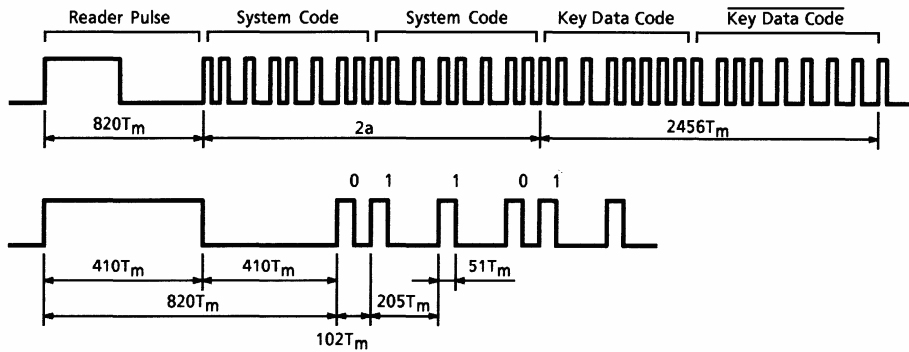 Reader Pulse System Code System Code Key Data Code Key Data Code
820Tm 2a 2456Tm
0 1 1 0 1
410Tm 410Tm 51Tm
820Tm 205Tm
102Tm